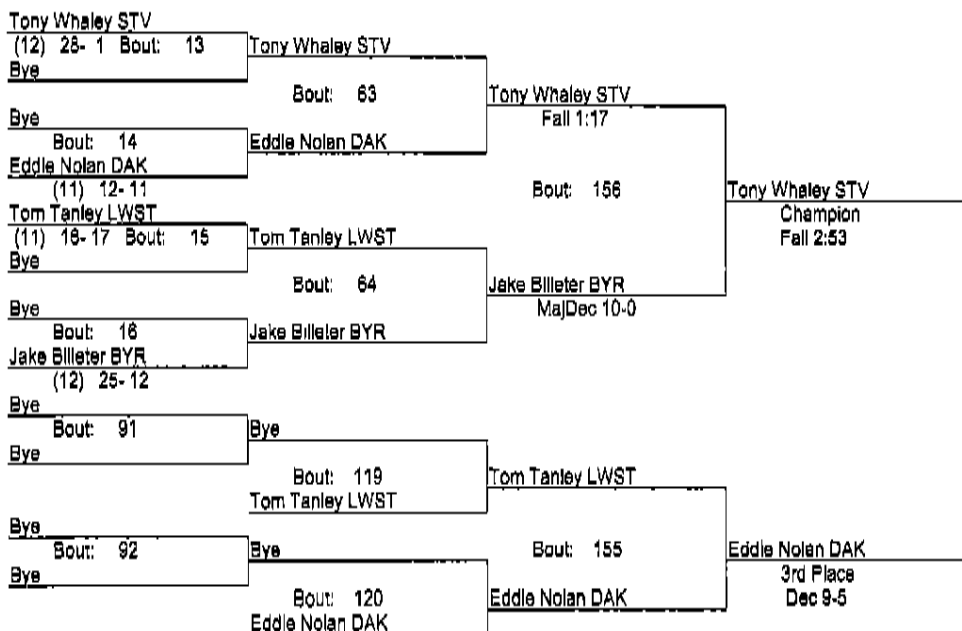 Tony Whaley STV
(12) 28- 1 Bout: 13
Tony Whaley STV
Bye
Bout: 63
Tony Whaley STV
Fall 1:17
Bye
Bout: 14
Eddie Nolan DAK
Eddie Nolan DAK
(11) 12- 11
Bout: 156
Tony Whaley STV
Champion
Fall 2:53
Tom Tanley LWST
(11) 16- 17 Bout: 15
Tom Tanley LWST
Bye
Bout: 64
Jake Billeter BYR
MajDec 10-0
Bye
Bout: 16
Jake Billeter BYR
Jake Billeter BYR
(12) 25- 12
Bye
Bout: 91
Bye
Bye
Bout: 119
Tom Tanley LWST
Tom Tanley LWST
Bye
Bout: 92
Bye
Bye
Bout: 155
Eddie Nolan DAK
3rd Place
Dec 9-5
Bout: 120
Eddie Nolan DAK
Eddie Nolan DAK